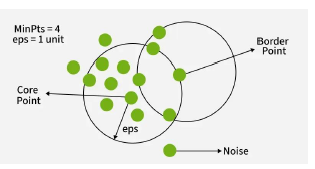 MinPts = 4
eps = 1 unit
Border
Point
Core
Point
eps
Noise